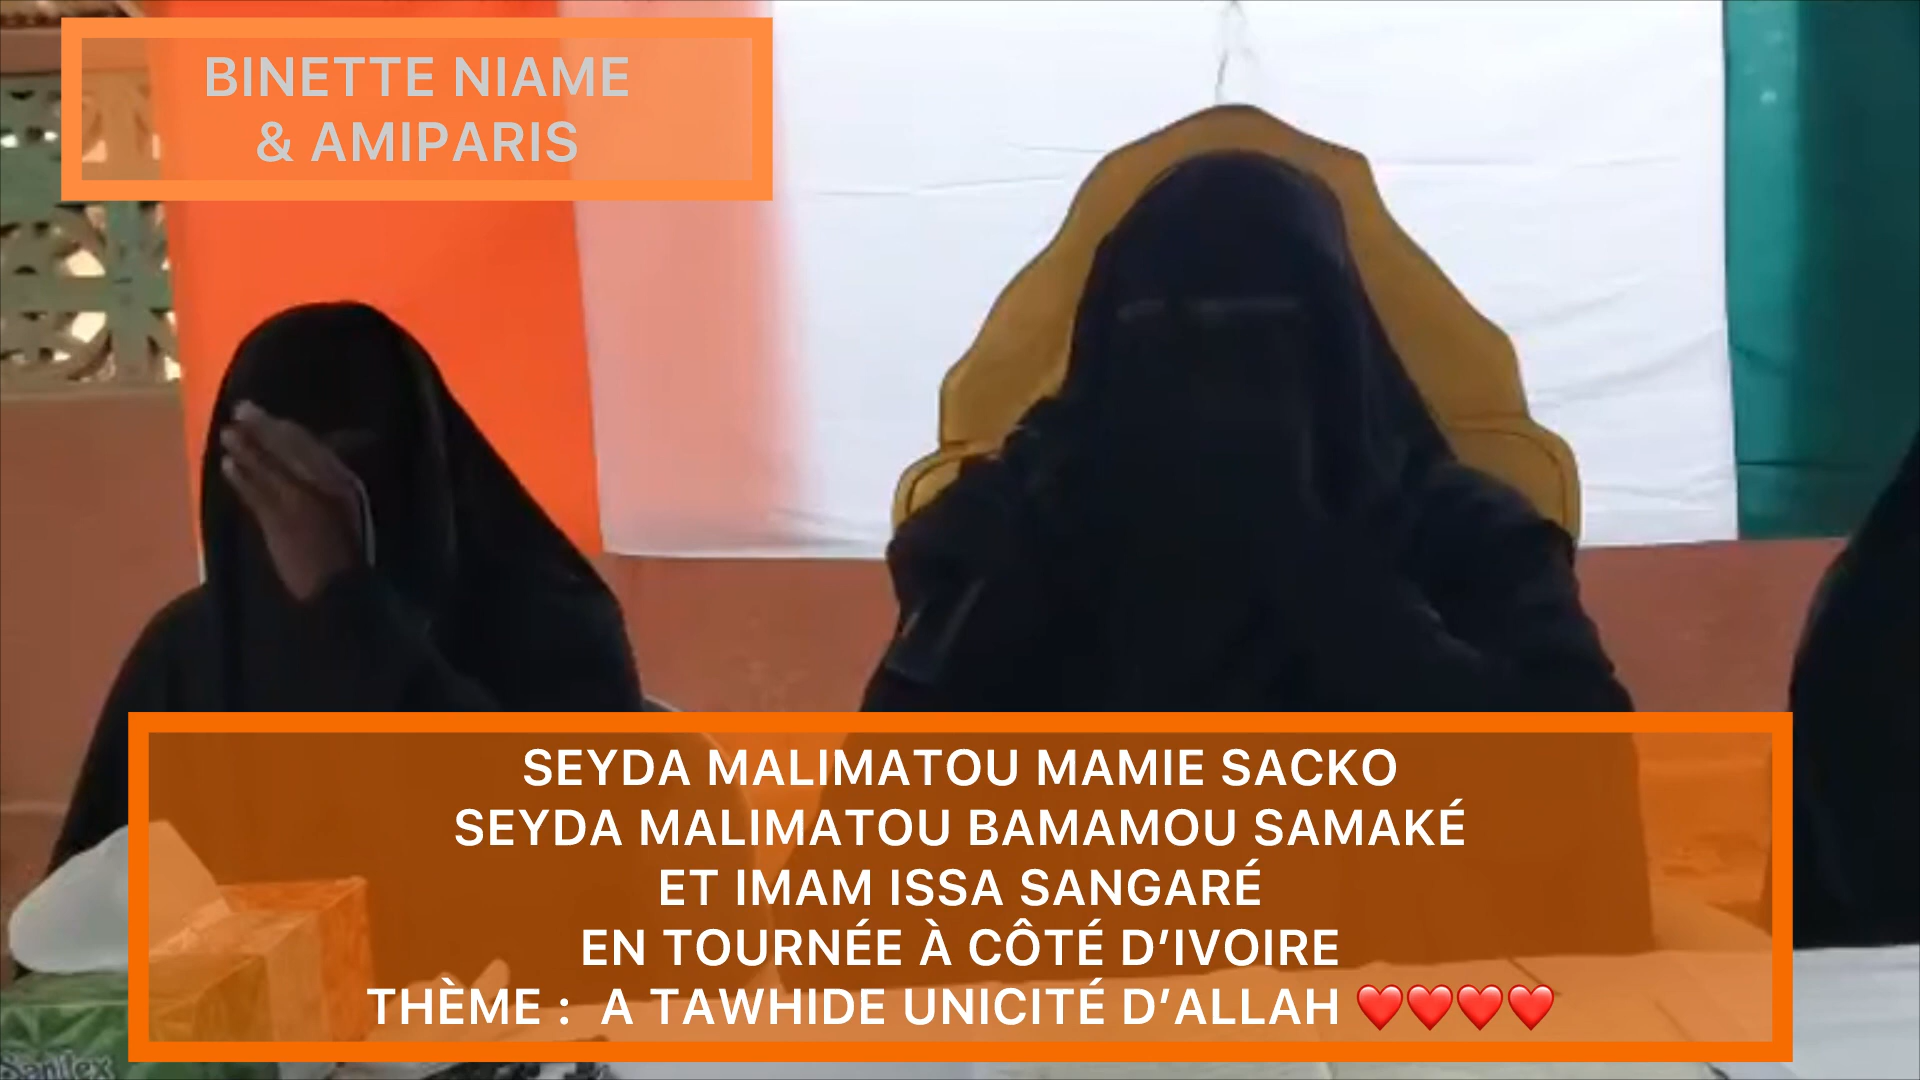 BINETTE NIAME
& AMIPARIS
SEYDA MALIMATOU MAMIE SACKO
SEYDA MALIMATOU BAMAMOU SAMAKÉ
ET IMAM ISSA SANGARÉ
EN TOURNÉE À CÔTÉ D’IVOIRE
THÈME :  A TAWHIDE UNICITÉ D’ALLAH ❤️❤️❤️❤️